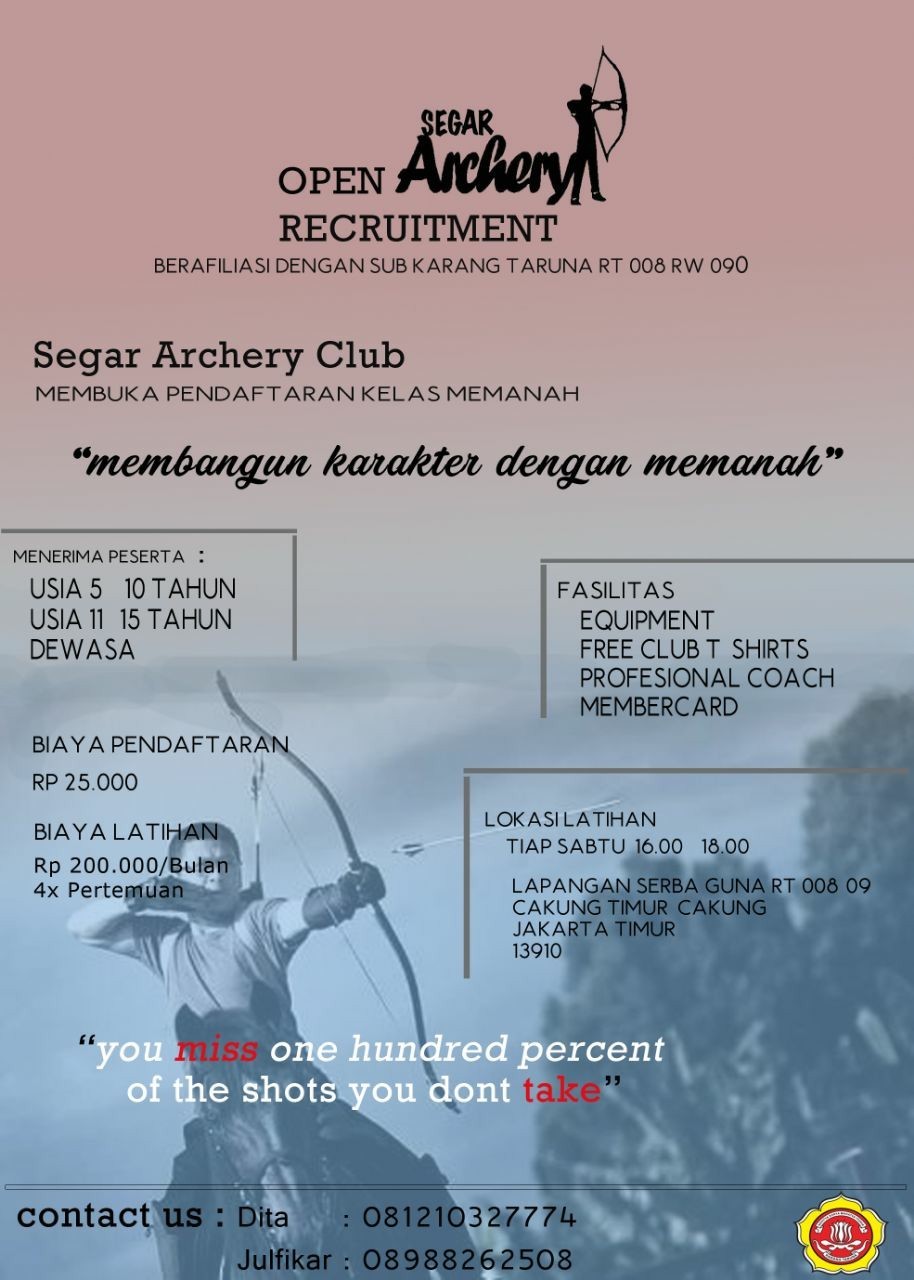 SEGAR
OPEN Archery
RECRUITMENT
BERAFILIASI DENGAN SUB KARANG TARUNA RT 008 RW 090
Segar Archery Club
MEMBUKA PENDAFTARAN KELAS MEMANAH
“membangun karakter dengan memanah”
MENERIMA PESERTA :
USIA 5 10 TAHUN
USIA 11 15 TAHUN
DEWASA
FASILITAS
EQUIPMENT
FREE CLUB T SHIRTS
PROFESIONAL COACH
MEMBERCARD
BIAYA PENDAFTARAN
RP 25.000
BIAYA LATIHAN
Rp 200.000/Bulan
4x Pertemuan
LOKASI LATIHAN
TIAP SABTU 16.00 18.00
LAPANGAN SERBA GUNA RT 008 09
CAKUNG TIMUR CAKUNG
JAKARTA TIMUR
13910
“you miss one hundred percent
of the shots you dont take”
contact us : Dita : 081210327774
Julfikar : 08988262508